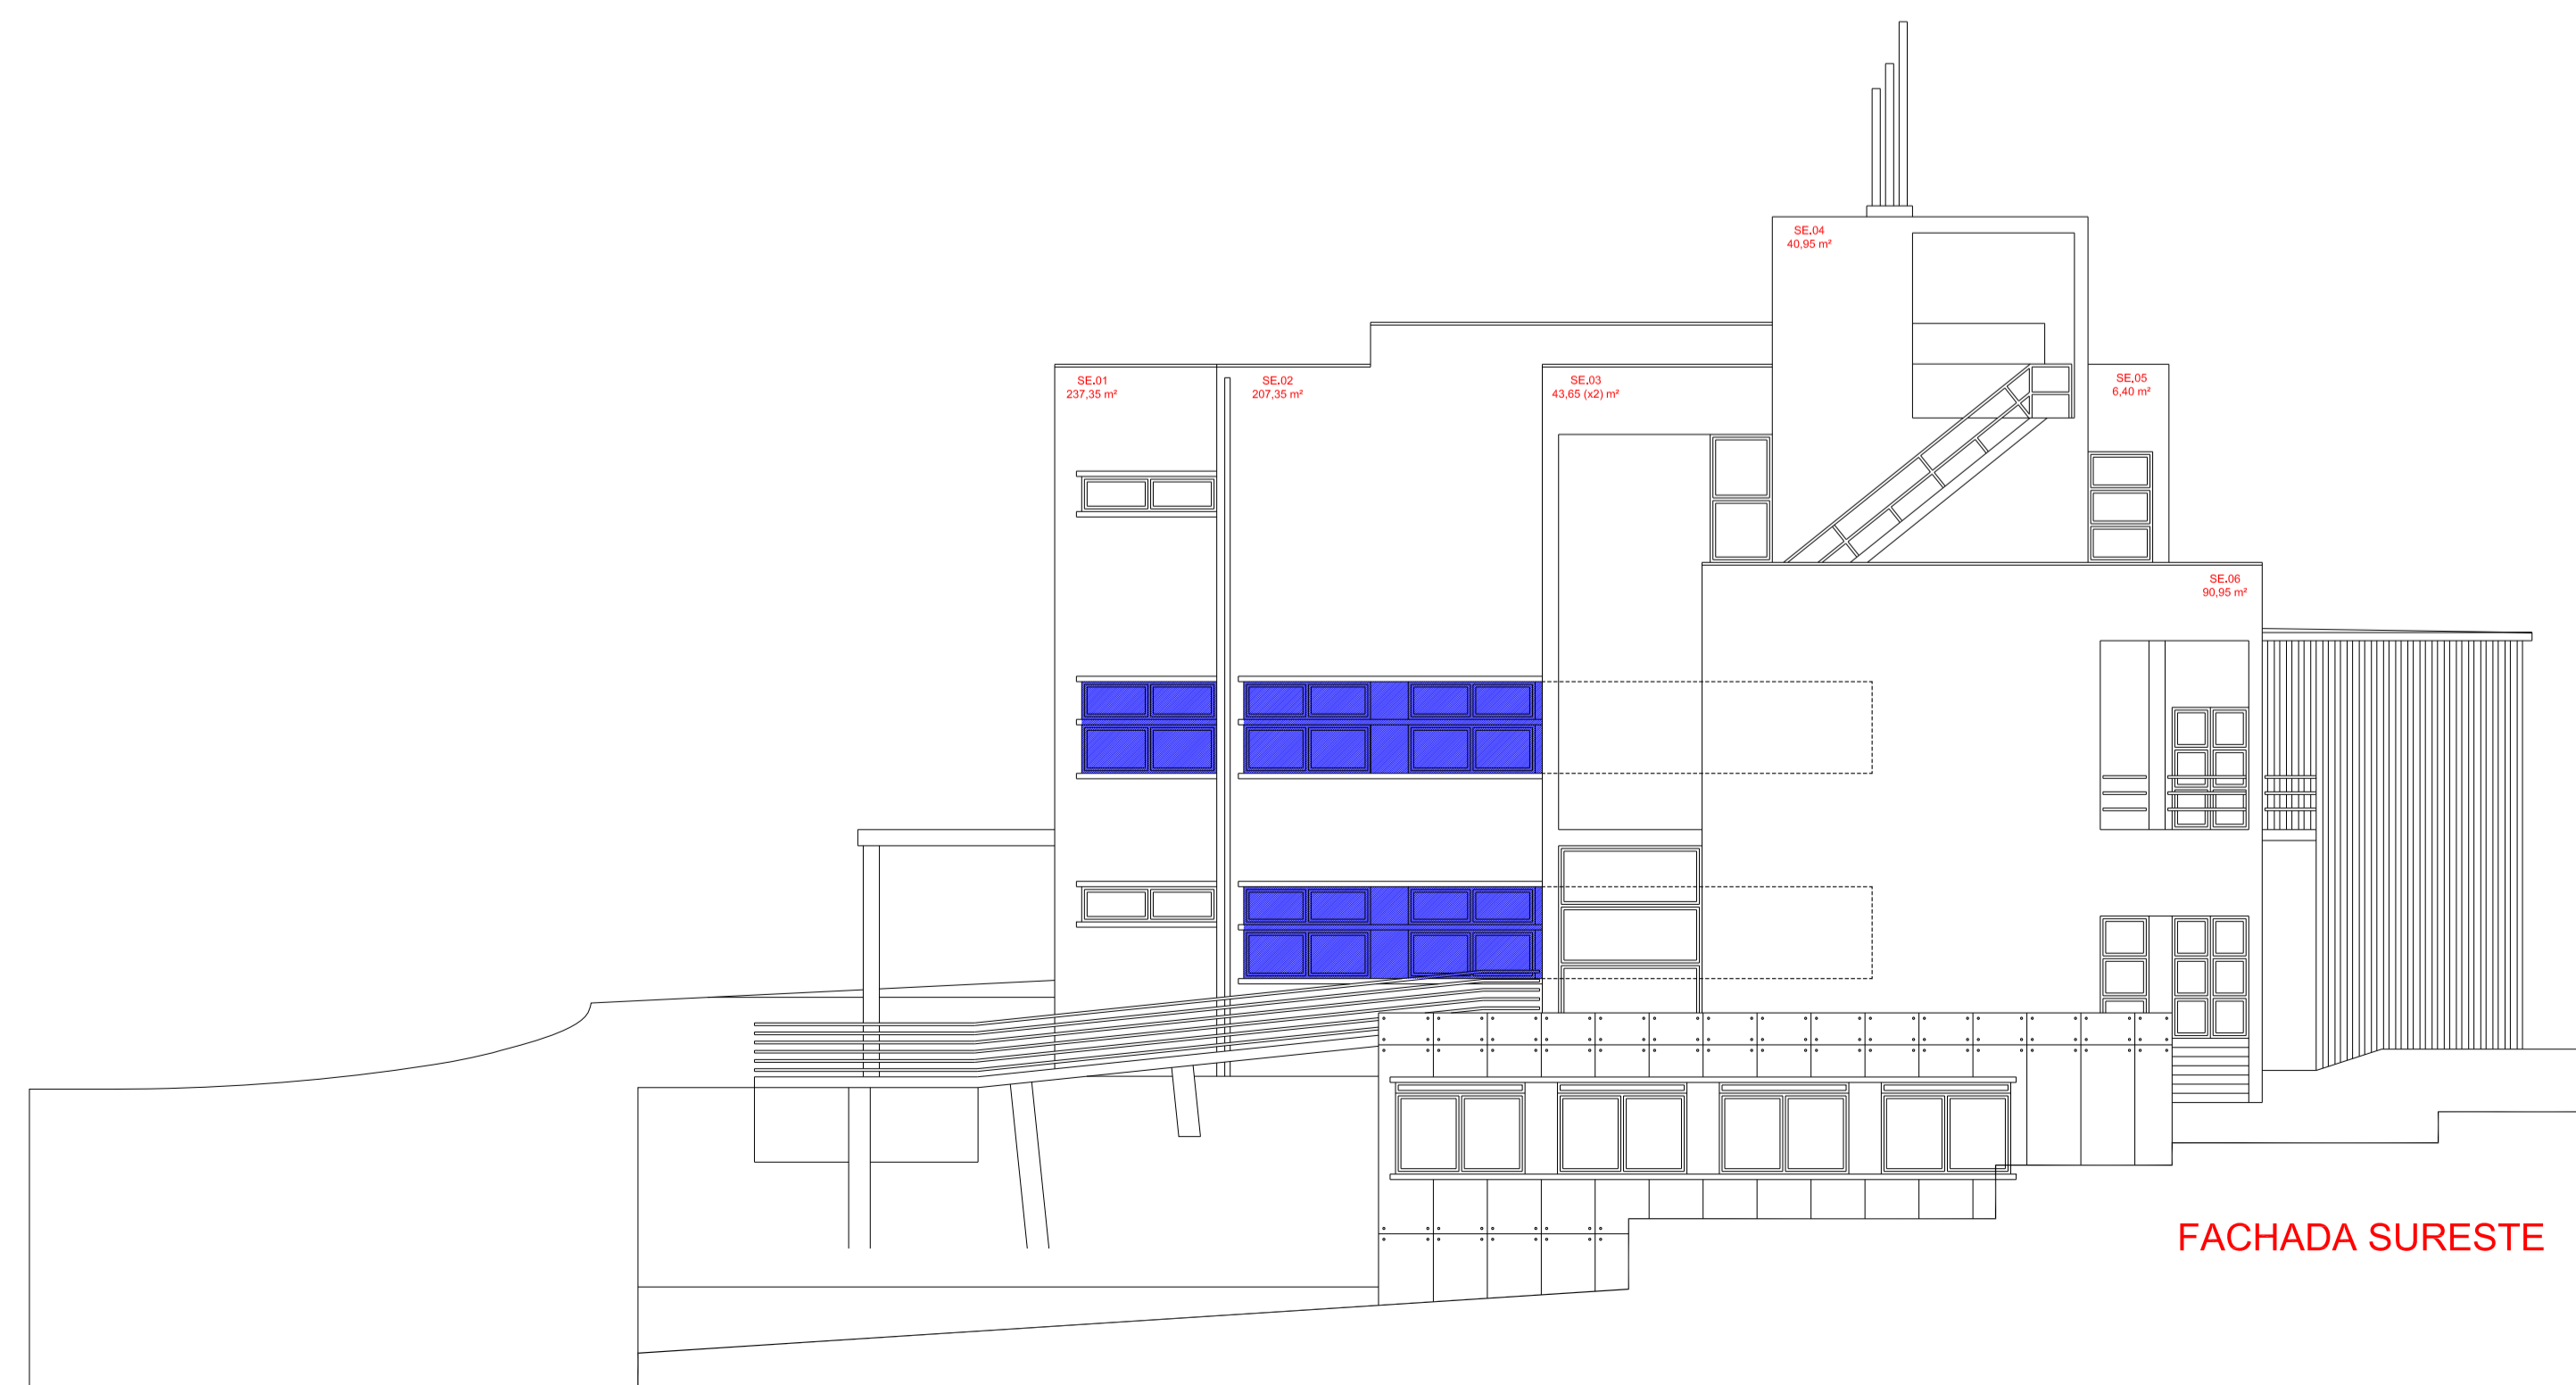 SE.04
40,95 m²
SE.01
237,35 m²
SE.02
207,35 m²
SE.03
43,65 (x2) m²
SE.05
6,40 m²
SE.06
90,95 m²
FACHADA SURESTE